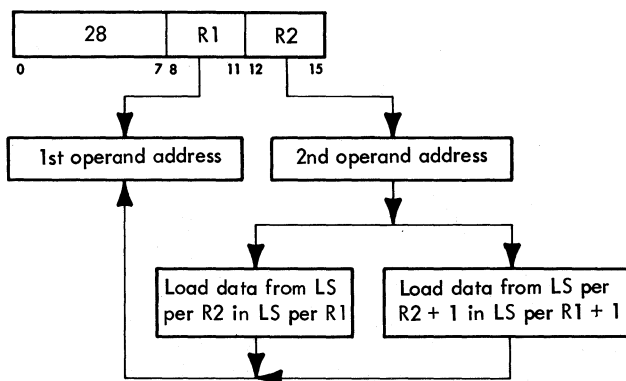 28 R1 R2
0 7 8 11 12 15
1st operand address 2nd operand address
Load data from LS
per R2 in LS per R1
Load data from LS per
R2 + 1 in LS per R1 + 1